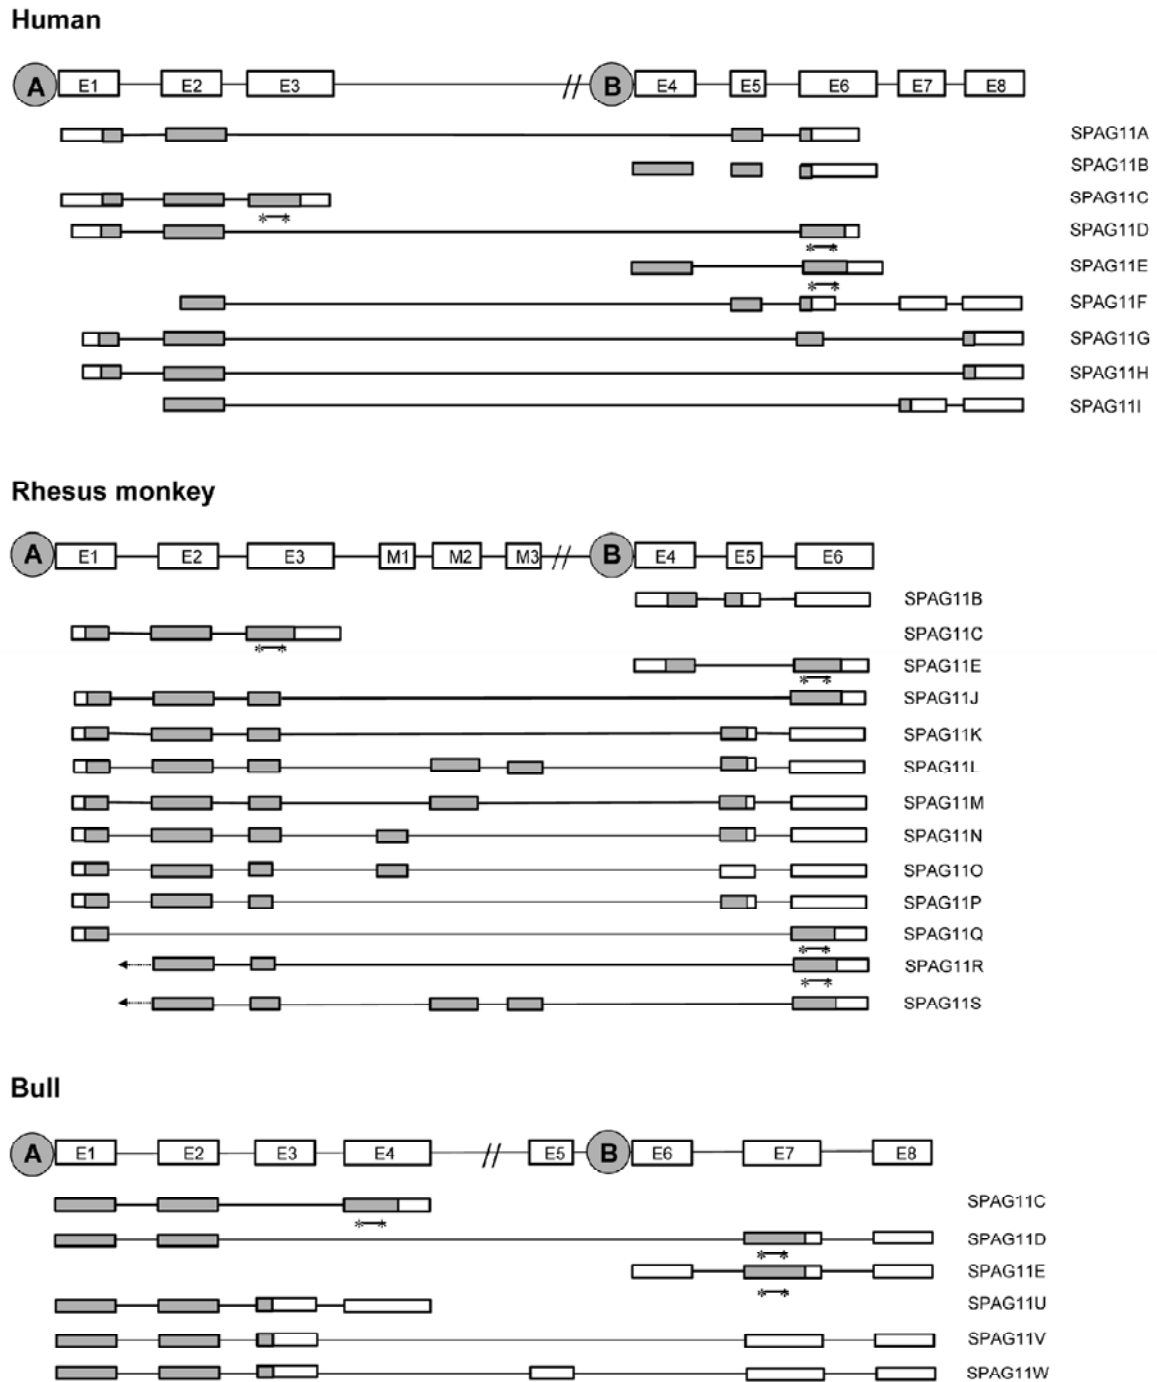 Human
A E1 E2 E3 // B E4 E5 E6 E7 E8
SPAG11A
SPAG11B
SPAG11C
* *
SPAG11D
* *
SPAG11E
* *
SPAG11F
SPAG11G
SPAG11H
SPAG11I
Rhesus monkey
A E1 E2 E3 M1 M2 M3 // B E4 E5 E6
SPAG11B
SPAG11C
* *
SPAG11E
* *
SPAG11J
SPAG11K
SPAG11L
SPAG11M
SPAG11N
SPAG11O
SPAG11P
SPAG11Q
* *
SPAG11R
* *
SPAG11S
Bull
A E1 E2 E3 E4 // E5 B E6 E7 E8
SPAG11C
* *
SPAG11D
* *
SPAG11E
* *
SPAG11U
SPAG11V
SPAG11W